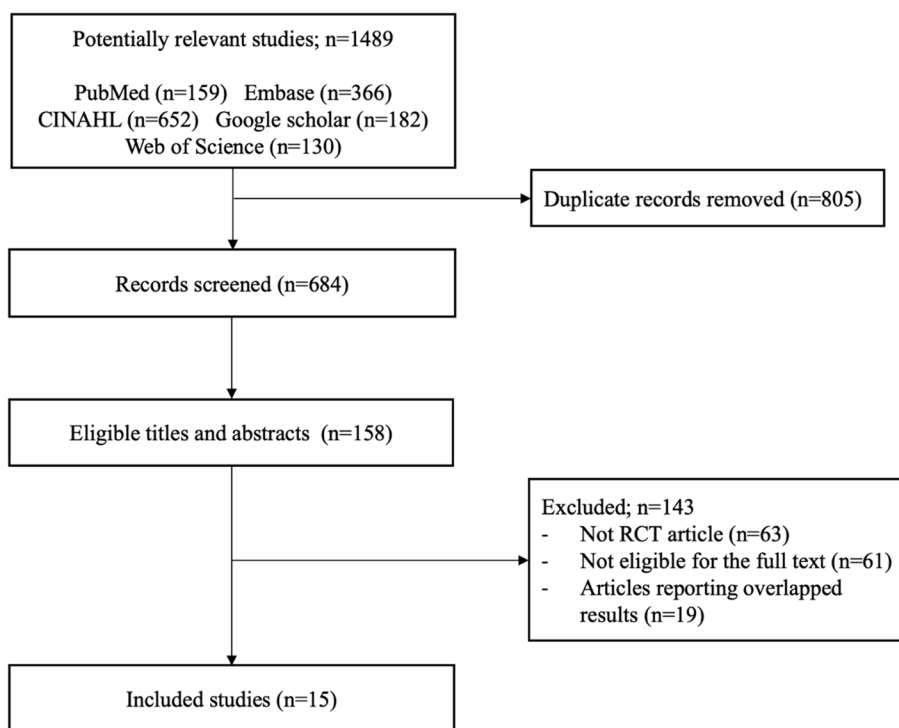 Potentially relevant studies; n=1489
PubMed (n=159) Embase (n=366)
CINAHL (n=652) Google scholar (n=182)
Web of Science (n=130)
Duplicate records removed (n=805)
Records screened (n=684)
Eligible titles and abstracts (n=158)
Excluded; n=143
- Not RCT article (n=63)
- Not eligible for the full text (n=61)
- Articles reporting overlapped
results (n=19)
Included studies (n=15)